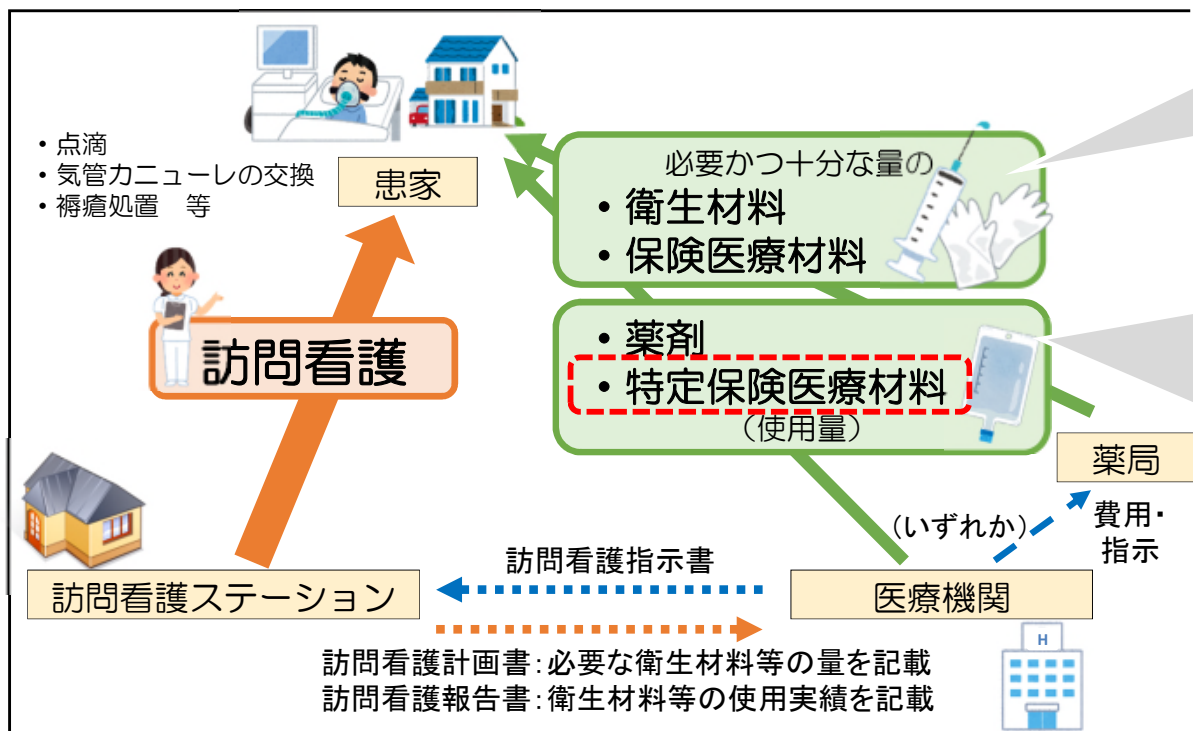 ・点滴
・気管カニューレの交換
・褥瘡処置　等
患家
必要かつ十分な量の
・衛生材料
・保険医療材料
訪問看護
・薬剤
・特定保険医療材料
（使用量）
薬局
（いずれか）
費用・
指示
訪問看護指示書
訪問看護ステーション
医療機関
H
訪問看護計画書：必要な衛生材料等の量を記載
訪問看護報告書：衛生材料等の使用実績を記載